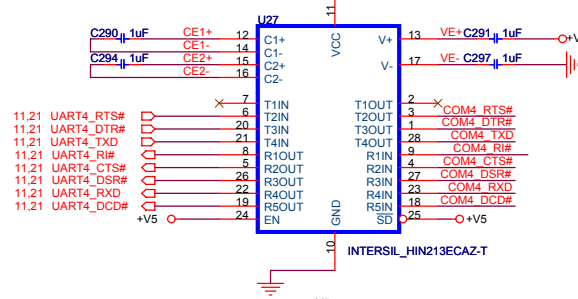 U27
11
C290 1uF CE1+ 12 C1+ VCC V+ 13 VE+ C291 1uF
CE1- 14 C1-
C294 1uF CE2+ 15 C2+ V- 17 VE- C297 1uF
CE2- 16 C2-
7 T1IN T1OUT 2
11,21 UART4_RTS# 6 T2IN T2OUT 3 COM4_RTS#
11,21 UART4_DTR# 20 T3IN T3OUT 1 COM4_DTR#
11,21 UART4_TXD 21 T4IN T4OUT 28 COM4_TXD
11,21 UART4_RI# 8 R1OUT R1IN 9 COM4_RI#
11,21 UART4_CTS# 5 R2OUT R2IN 4 COM4_CTS#
11,21 UART4_DSR# 26 R3OUT R3IN 27 COM4_DSR#
11,21 UART4_RXD 22 R4OUT R4IN 23 COM4_RXD
11,21 UART4_DCD# 19 R5OUT R5IN 18 COM4_DCD#
+V5 24 EN GND SD 25 +V5
10
INTERSIL_HIN213ECAZ-T